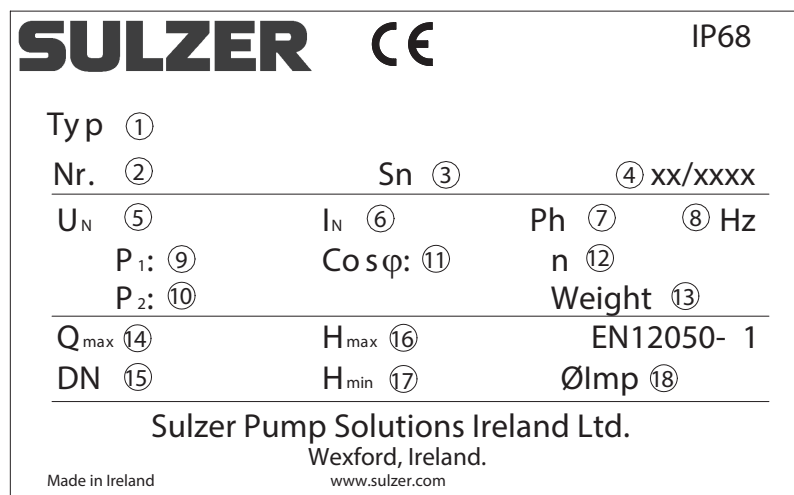 SULZER CE IP68
Typ ①
Nr. ② Sn ③ ④ xx/xxxx
UN ⑤ IN ⑥ Ph ⑦ ⑧ Hz
P1: ⑨ Cosφ: ⑪ n ⑫
P2: ⑩ Weight ⑬
Qmax ⑭ Hmax ⑯ EN12050- 1
DN ⑮ Hmin ⑰ ØImp ⑱
Sulzer Pump Solutions Ireland Ltd.
Wexford, Ireland.
Made in Ireland www.sulzer.com